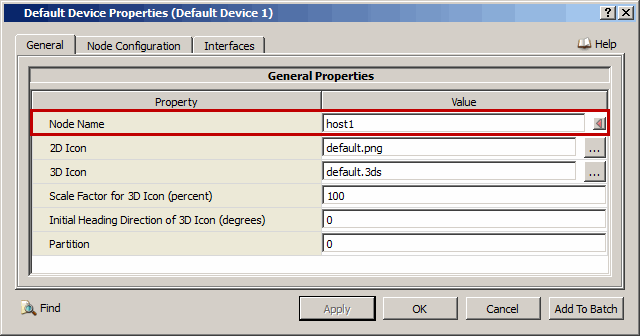 Default Device Properties (Default Device 1)
? X
General Node Configuration Interfaces Help
General Properties
Property Value
Node Name host1
2D Icon default.png ...
3D Icon default.3ds ...
Scale Factor for 3D Icon (percent) 100
Initial Heading Direction of 3D Icon (degrees) 0
Partition 0
Find Apply OK Cancel Add To Batch